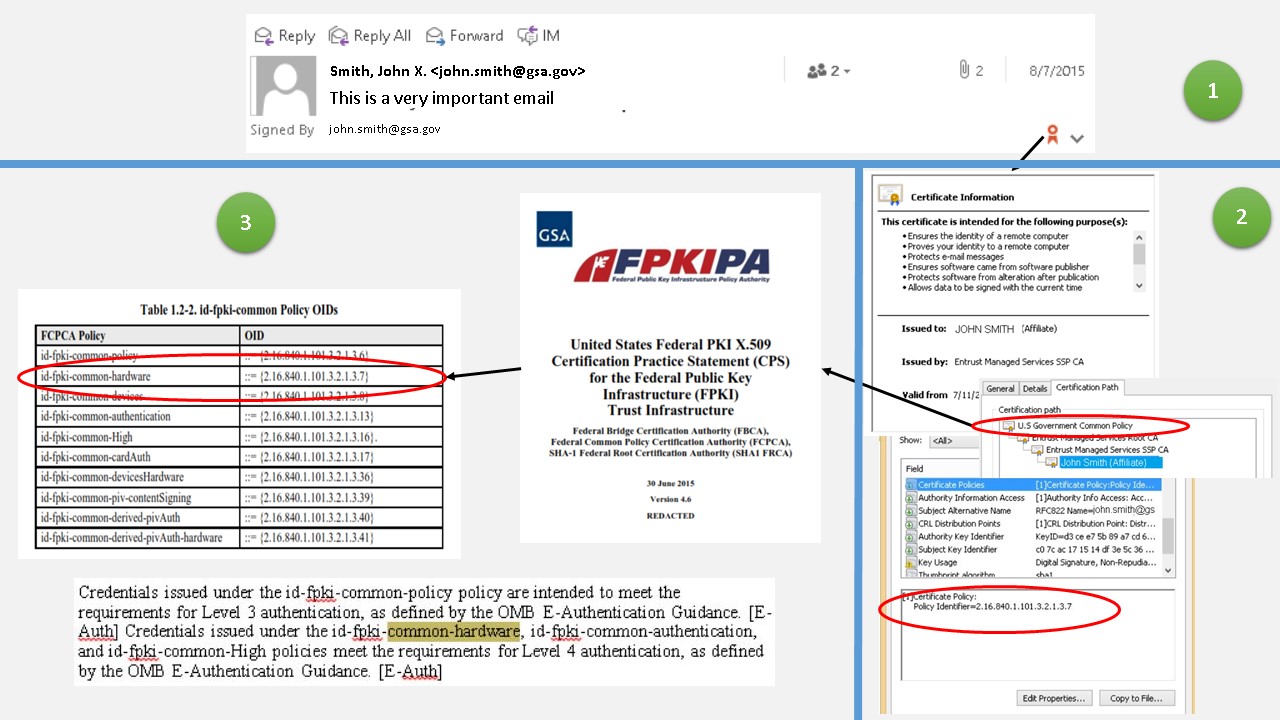 Reply Reply All Forward IM
Smith, John X. <john.smith@gsa.gov>
2
2
8/7/2015
This is a very important email
Signed By john.smith@gsa.gov
1
2
Certificate Information
This certificate is intended for the following purpose(s):
•Ensures the identity of a remote computer
•Proves your identity to a remote computer
•Protects e-mail messages
•Ensures software came from software publisher
•Protects software from alteration after publication
•Allows data to be signed with the current time
Issued to: JOHN SMITH (Affiliate)
Issued by: Entrust Managed Services SSP CA
Valid from 7/11/2
General Details Certification Path
Certification path
U.S Government Common Policy
Entrust Managed Services Root CA
Entrust Managed Services SSP CA
John Smith (Affiliate)
Show: <All>
Field
Certificate Policies [1]Certificate Policy:Policy Ide...
Authority Information Access [1]Authority Info Access: Acc...
Subject Alternative Name RFC822 Name=john.smith@gs
CRL Distribution Points [1]CRL Distribution Point: Distr...
Authority Key Identifier KeyID=d3 ce e7 5b 89 a7 cd 6...
Subject Key Identifier c0 7c ac 17 15 14 df 3e 5c 36 ...
Key Usage Digital Signature, Non-Repudia...
Thumbprint algorithm sha1
[1]Certificate Policy:
Policy Identifier=2.16.840.1.101.3.2.1.3.7
Edit Properties... Copy to File...
3
GSA
FPKIPA
Federal Public Key Infrastructure Policy Authority
United States Federal PKI X.509
Certification Practice Statement (CPS)
for the Federal Public Key
Infrastructure (FPKI)
Trust Infrastructure
Federal Bridge Certification Authority (FBCA),
Federal Common Policy Certification Authority (FCPCA),
SHA-1 Federal Root Certification Authority (SHA1 FRCA)
30 June 2015
Version 4.6
REDACTED
Table 1.2-2. id-fpki-common Policy OIDs
FCPCA Policy OID
id-fpki-common-policy ::= {2.16.840.1.101.3.2.1.3.6}
id-fpki-common-hardware ::= {2.16.840.1.101.3.2.1.3.7}
id-fpki-common-devices ::= {2.16.840.1.101.3.2.1.3.8}
id-fpki-common-authentication ::= {2.16.840.1.101.3.2.1.3.13}
id-fpki-common-High ::= {2.16.840.1.101.3.2.1.3.16}.
id-fpki-common-cardAuth ::= {2.16.840.1.101.3.2.1.3.17}
id-fpki-common-devicesHardware ::= {2.16.840.1.101.3.2.1.3.36}
id-fpki-common-piv-contentSigning ::= {2.16.840.1.101.3.2.1.3.39}
id-fpki-common-derived-pivAuth ::= {2.16.840.1.101.3.2.1.3.40}
id-fpki-common-derived-pivAuth-hardware ::= {2.16.840.1.101.3.2.1.3.41}
Credentials issued under the id-fpki-common-policy policy are intended to meet the
requirements for Level 3 authentication, as defined by the OMB E-Authentication Guidance. [E-
Auth] Credentials issued under the id-fpki-common-hardware, id-fpki-common-authentication,
and id-fpki-common-High policies meet the requirements for Level 4 authentication, as defined
by the OMB E-Authentication Guidance. [E-Auth]